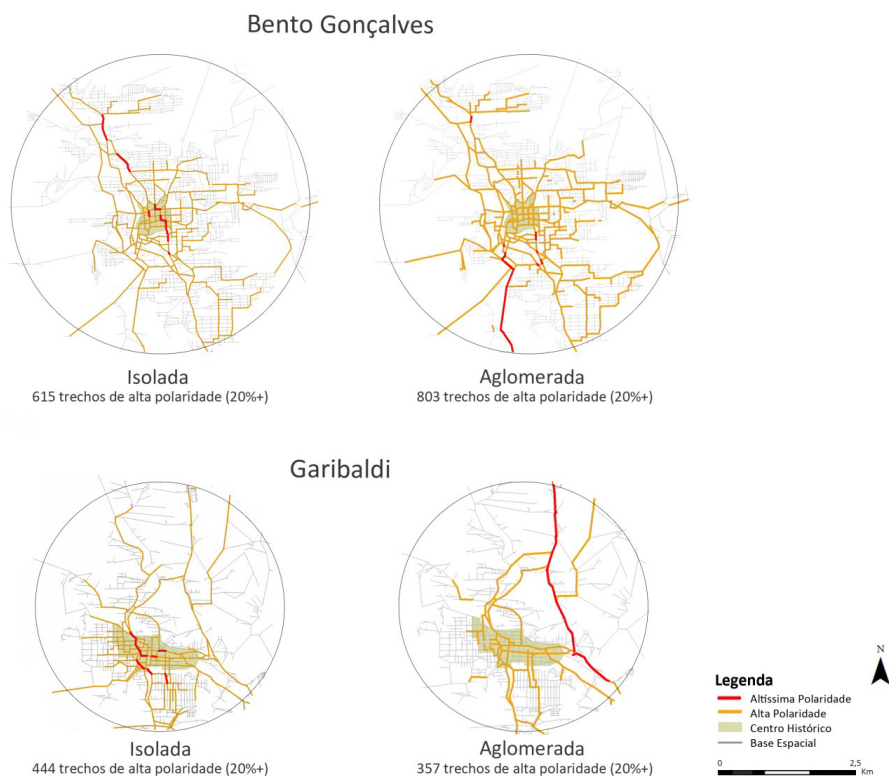 Bento Gonçalves
Isolada
615 trechos de alta polaridade (20%+)
Aglomerada
803 trechos de alta polaridade (20%+)
Garibaldi
Isolada
444 trechos de alta polaridade (20%+)
Aglomerada
357 trechos de alta polaridade (20%+)
N
Legenda
Altíssima Polaridade
Alta Polaridade
Centro Histórico
Base Espacial
0 2,5
Km